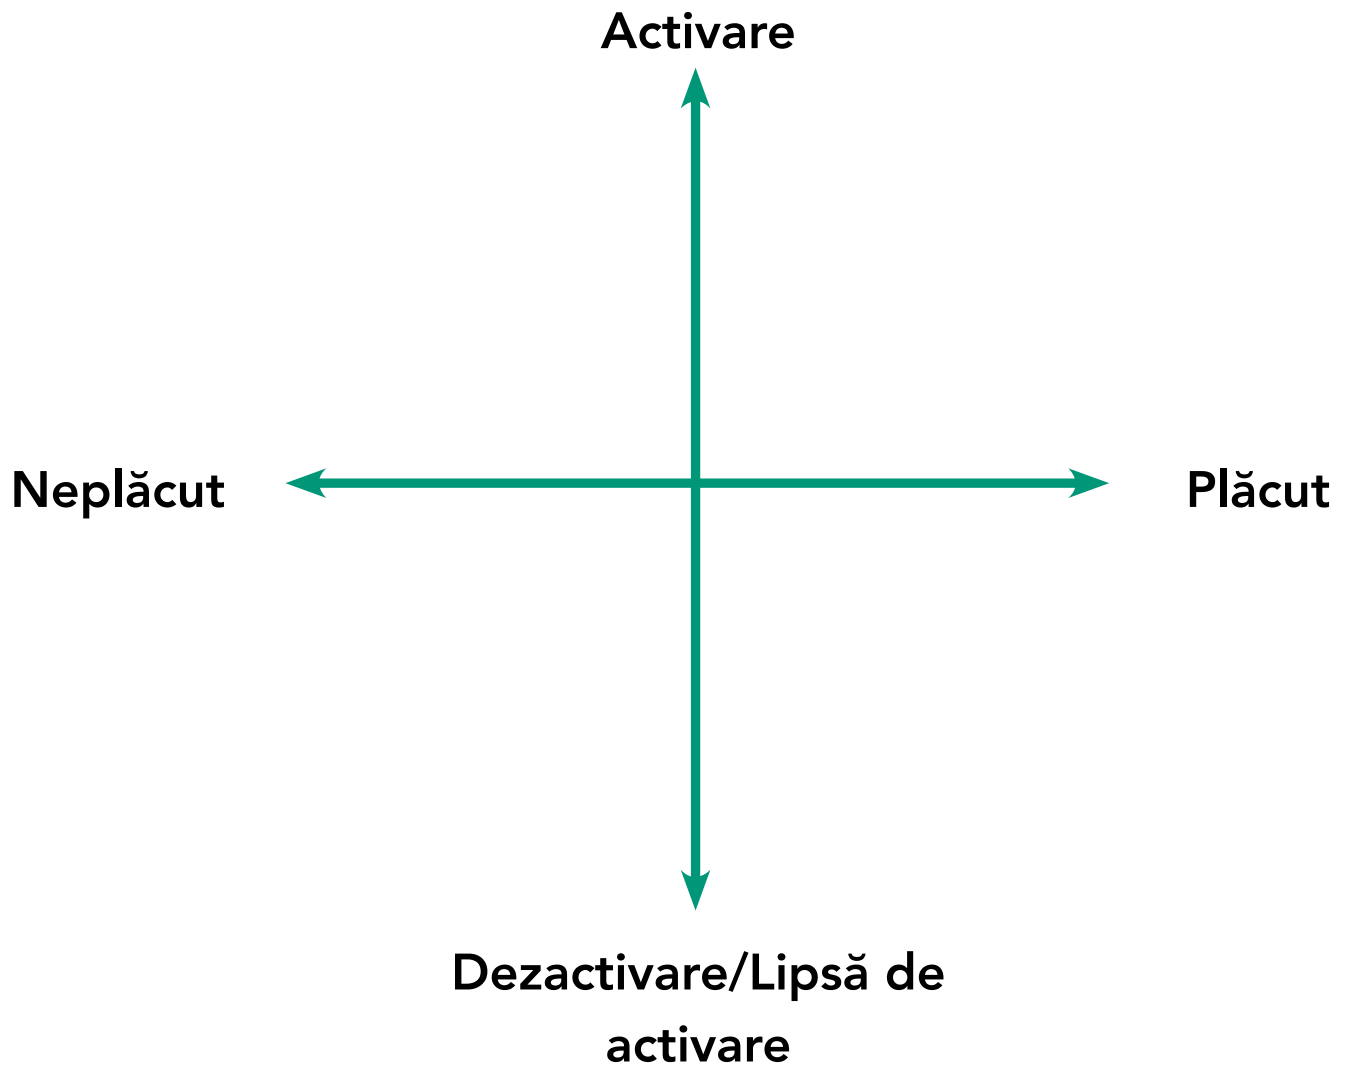 Activare
Neplăcut
Plăcut
Dezactivare/Lipsă de
activare